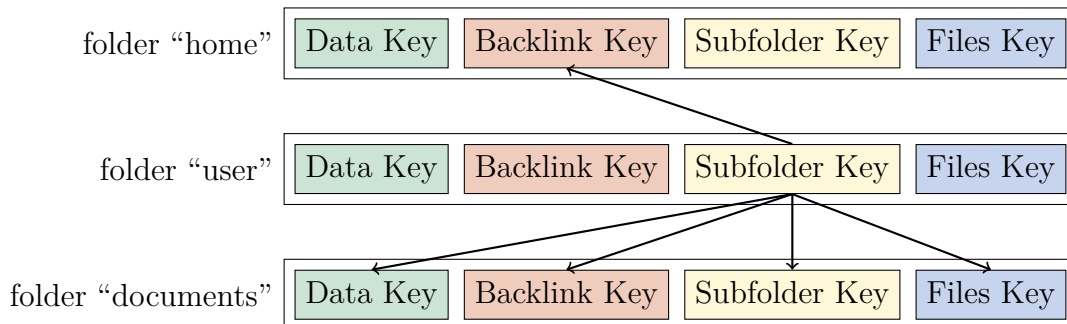 folder “home” Data Key Backlink Key Subfolder Key Files Key
folder “user” Data Key Backlink Key Subfolder Key Files Key
folder “documents” Data Key Backlink Key Subfolder Key Files Key